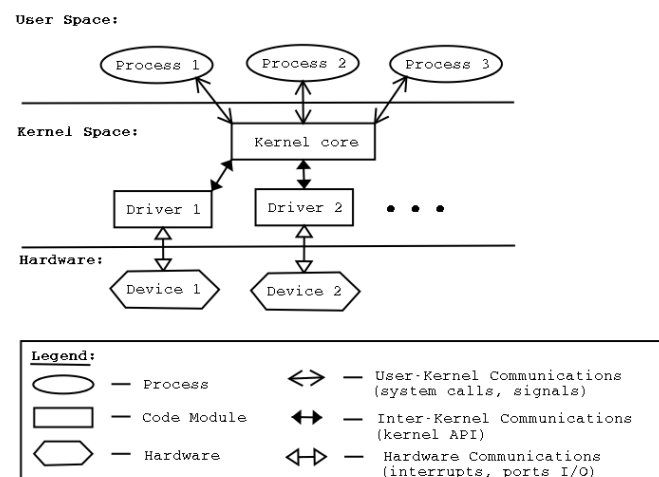 User Space:
Process 1
Process 2
Process 3
Kernel Space:
Kernel core
Driver 1
Driver 2
Hardware:
Device 1
Device 2
Legend:
— Process
— User-Kernel Communications
(system calls, signals)
— Code Module
— Inter-Kernel Communications
(kernel API)
— Hardware
— Hardware Communications
(interrupts, ports I/O)